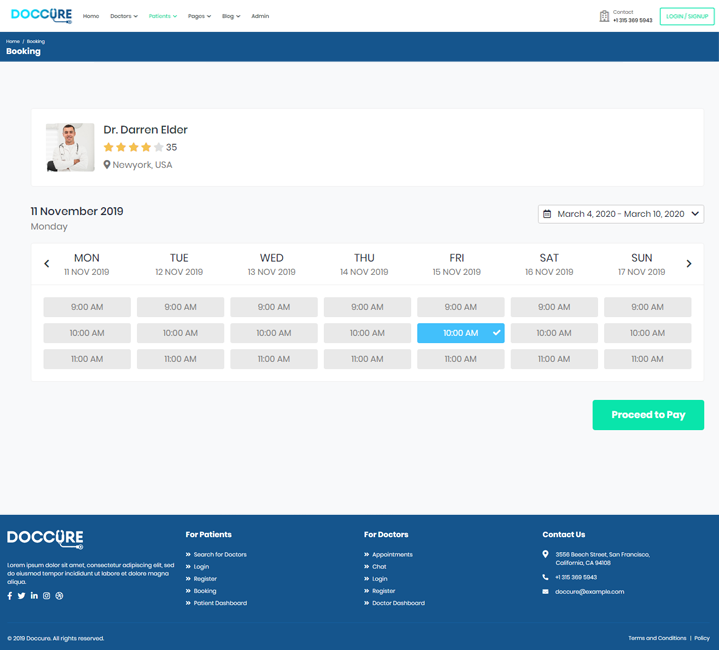 DOCCURE
Home Doctors Patients Pages Blog Admin
Contact
+1 315 369 5943
LOGIN / SIGNUP
Home / Booking
Booking
Dr. Darren Elder
35
Newyork, USA
11 November 2019
Monday
March 4, 2020 - March 10, 2020
MON TUE WED THU FRI SAT SUN
11 NOV 2019 12 NOV 2019 13 NOV 2019 14 NOV 2019 15 NOV 2019 16 NOV 2019 17 NOV 2019
9:00 AM 9:00 AM 9:00 AM 9:00 AM 9:00 AM 9:00 AM 9:00 AM
10:00 AM 10:00 AM 10:00 AM 10:00 AM 10:00 AM 10:00 AM 10:00 AM
11:00 AM 11:00 AM 11:00 AM 11:00 AM 11:00 AM 11:00 AM 11:00 AM
Proceed to Pay
DOCCURE
Lorem ipsum dolor sit amet, consectetur adipiscing elit, sed
do eiusmod tempor incididunt ut labore et dolore magna
aliqua.
For Patients
Search for Doctors
Login
Register
Booking
Patient Dashboard
For Doctors
Appointments
Chat
Login
Register
Doctor Dashboard
Contact Us
3556 Beech Street, San Francisco,
California, CA 94108
+1 315 369 5943
doccure@example.com
© 2019 Doccure. All rights reserved.
Terms and Conditions | Policy